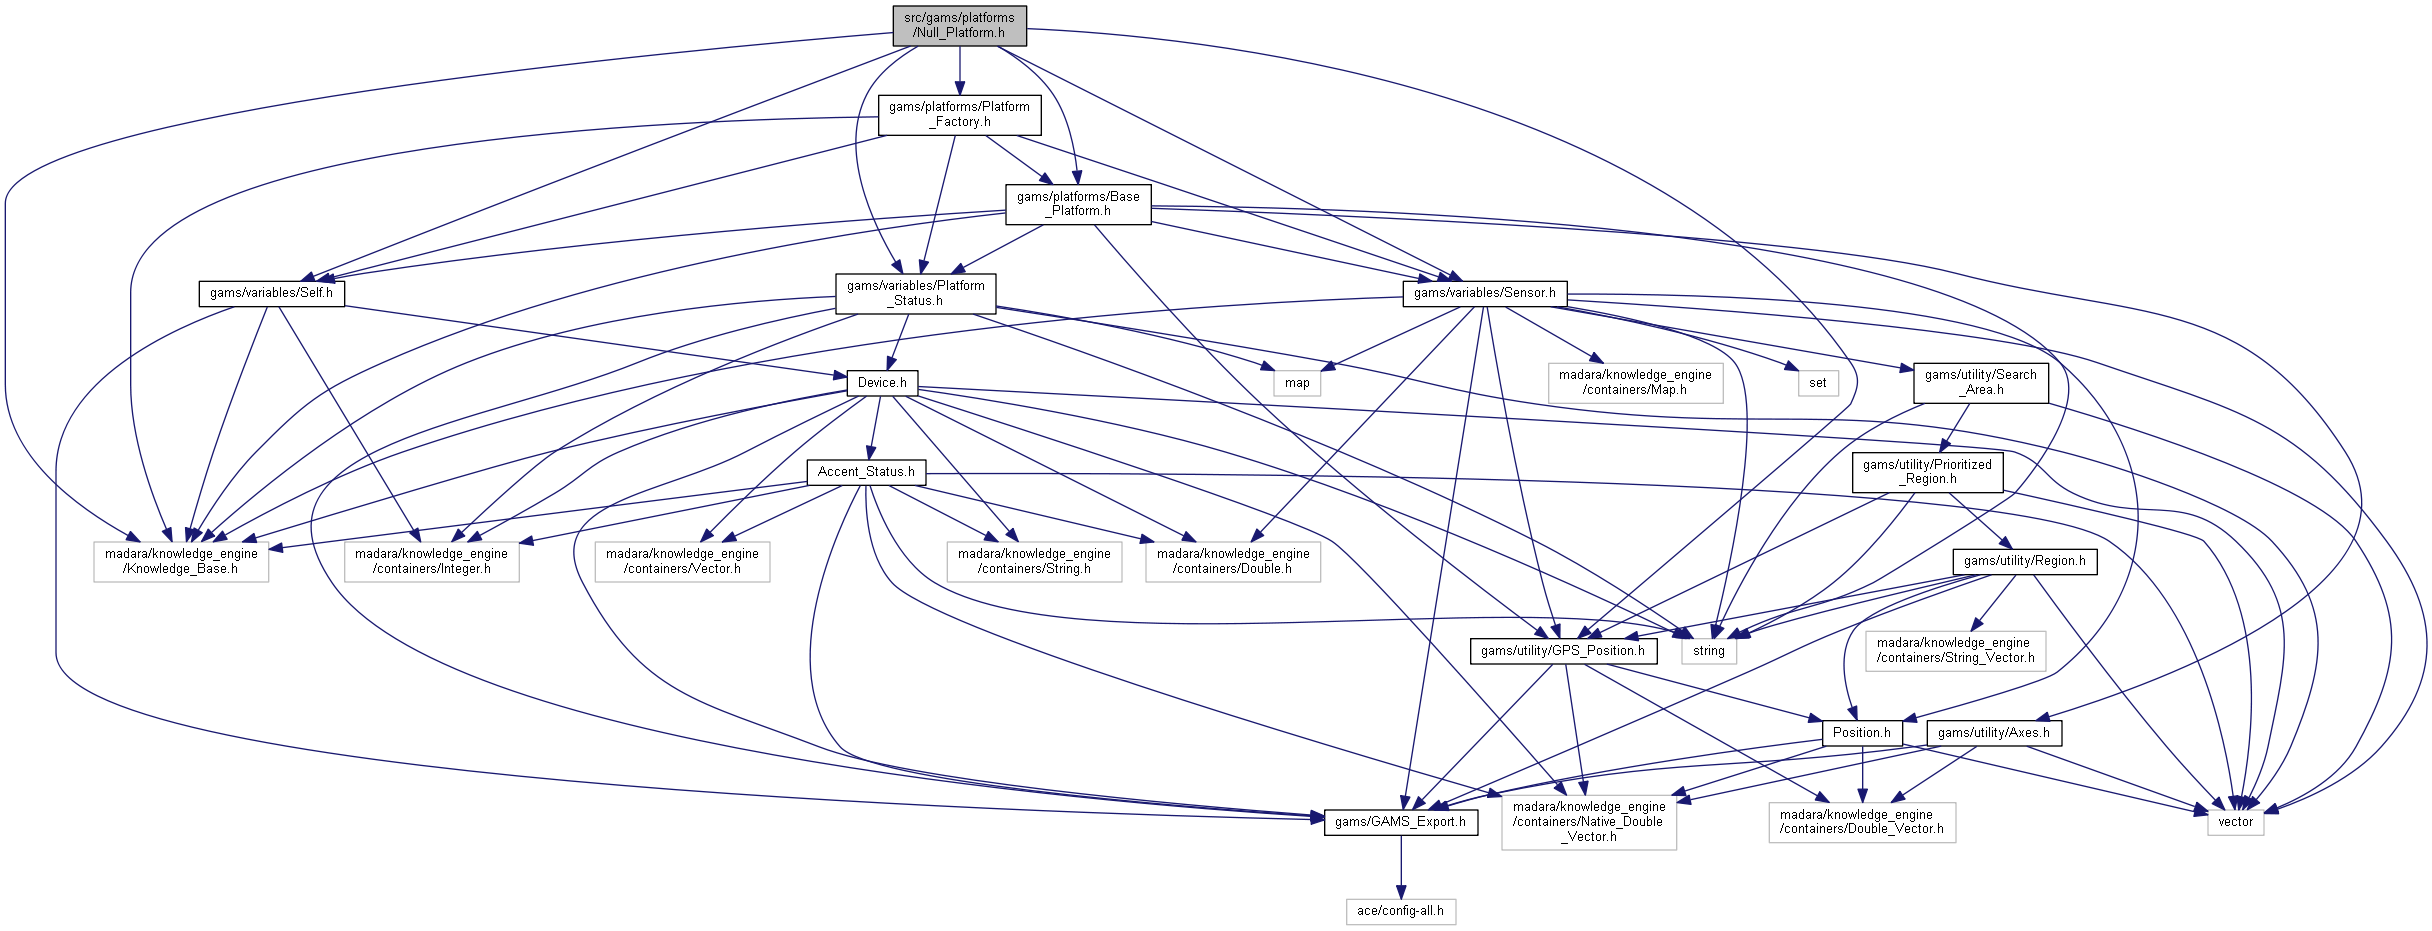 src/gams/platforms
/Null_Platform.h
gams/platforms/Platform
_Factory.h
gams/platforms/Base
_Platform.h
gams/variables/Self.h
gams/variables/Platform
_Status.h
gams/variables/Sensor.h
Device.h
map
madara/knowledge_engine
/containers/Map.h
set
gams/utility/Search
_Area.h
Accent_Status.h
gams/utility/Prioritized
_Region.h
madara/knowledge_engine
/Knowledge_Base.h
madara/knowledge_engine
/containers/Integer.h
madara/knowledge_engine
/containers/Vector.h
madara/knowledge_engine
/containers/String.h
madara/knowledge_engine
/containers/Double.h
gams/utility/Region.h
gams/utility/GPS_Position.h
string
madara/knowledge_engine
/containers/String_Vector.h
Position.h
gams/utility/Axes.h
gams/GAMS_Export.h
madara/knowledge_engine
/containers/Native_Double
_Vector.h
madara/knowledge_engine
/containers/Double_Vector.h
vector
ace/config-all.h